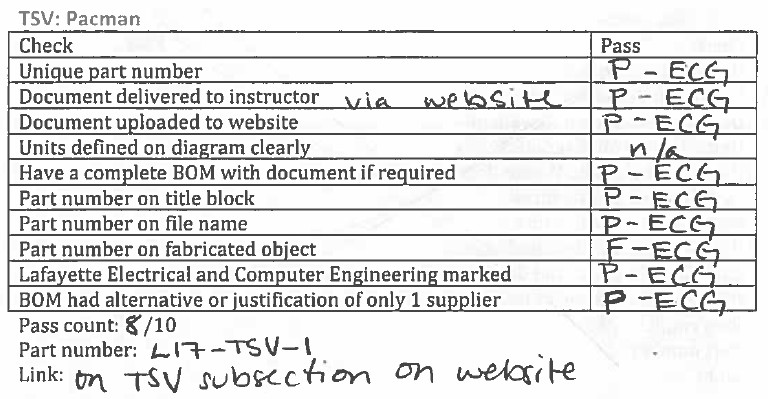 TSV: Pacman
Check Pass
Unique part number P - ECG
Document delivered to instructor via website P - ECG
Document uploaded to website P - ECG
Units defined on diagram clearly n/a
Have a complete BOM with document if required P - ECG
Part number on title block P - ECG
Part number on file name P - ECG
Part number on fabricated object F - ECG
Lafayette Electrical and Computer Engineering marked P - ECG
BOM had alternative or justification of only 1 supplier P - ECG
Pass count: 8/10
Part number: L17-TSV-1
Link: on TSV subsection on website